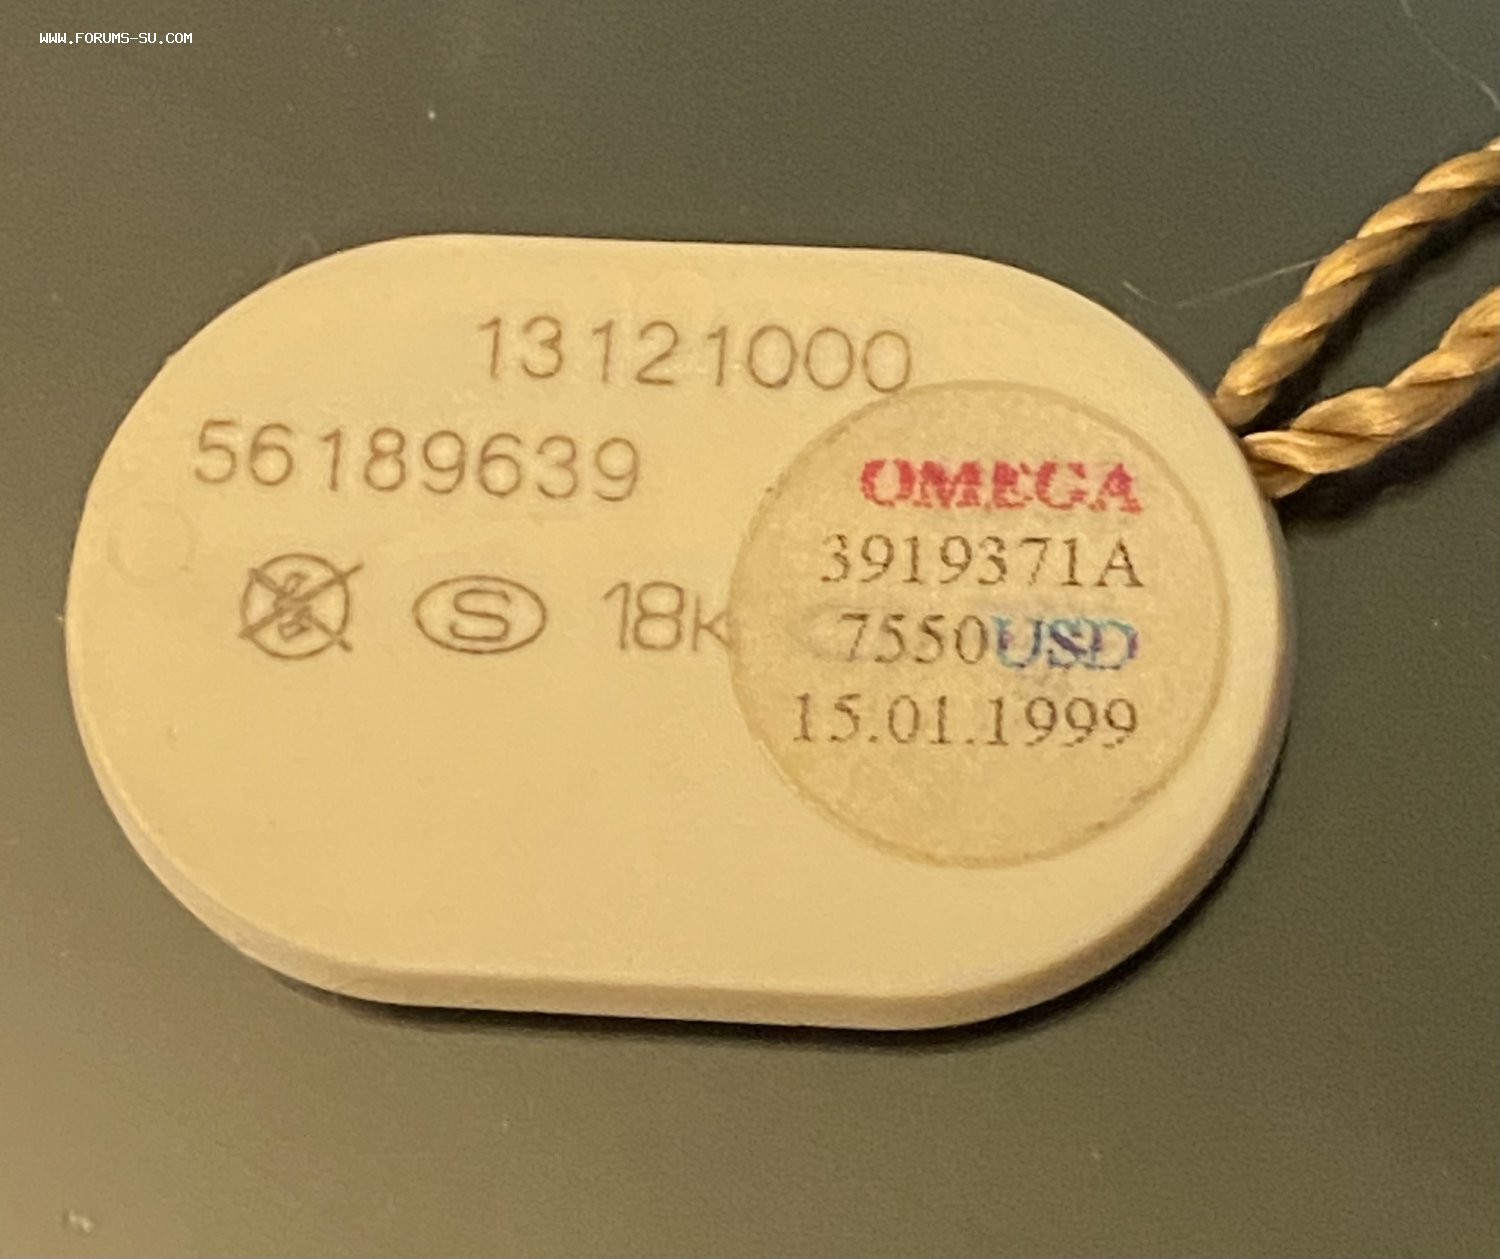 WWW.FORUMS-SU.COM
13121000
56189639
S 18K
OMEGA
3919371A
7550USD
15.01.1999